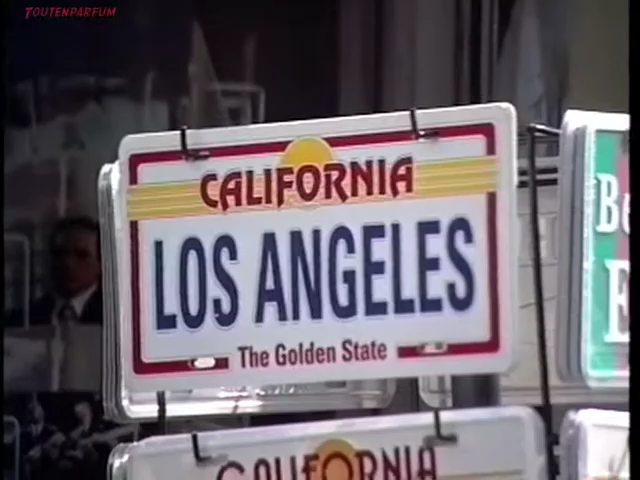 TOUTENPARFUM
CALIFORNIA
LOS ANGELES
The Golden State
CALIFORNIA